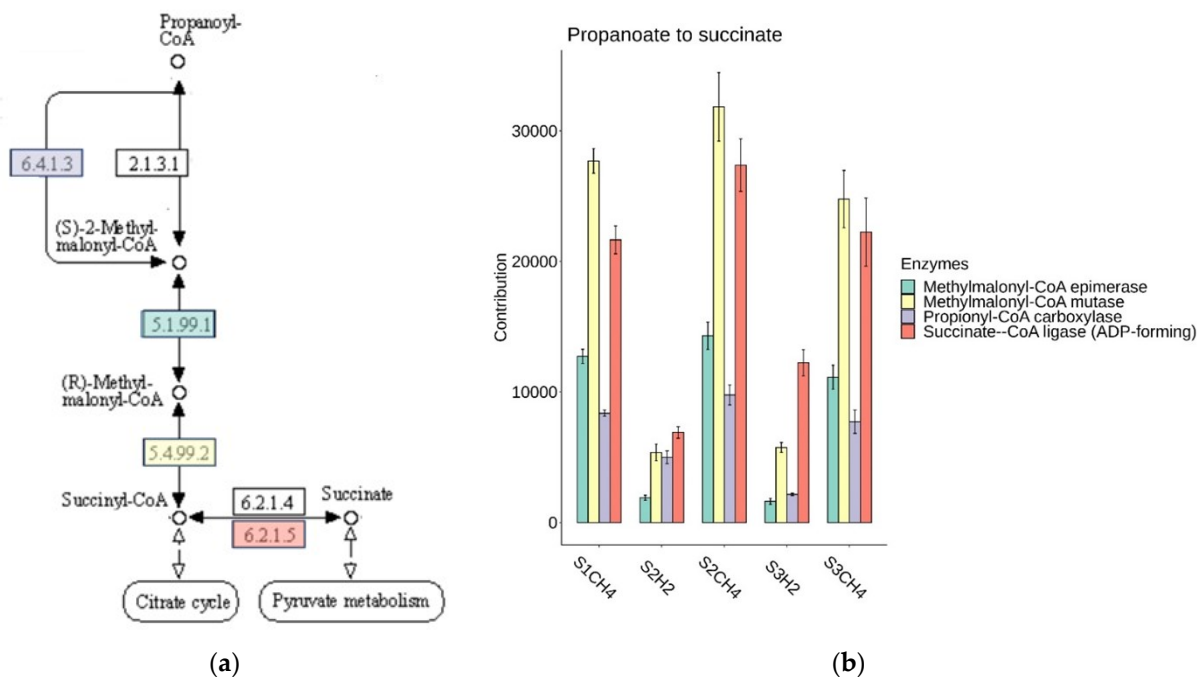 Propanoyl-
CoA
6.4.1.3
2.1.3.1
(S)-2-Methyl-
malonyl-CoA
5.1.99.1
(R)-Methyl-
malonyl-CoA
5.4.99.2
Succinyl-CoA
6.2.1.4
Succinate
6.2.1.5
Citrate cycle
Pyruvate metabolism
(a)
Propanoate to succinate
Contribution
30000
20000
10000
0
S1CH4
S2H2
S2CH4
S3H2
S3CH4
Enzymes
Methylmalonyl-CoA epimerase
Methylmalonyl-CoA mutase
Propionyl-CoA carboxylase
Succinate--CoA ligase (ADP-forming)
(b)